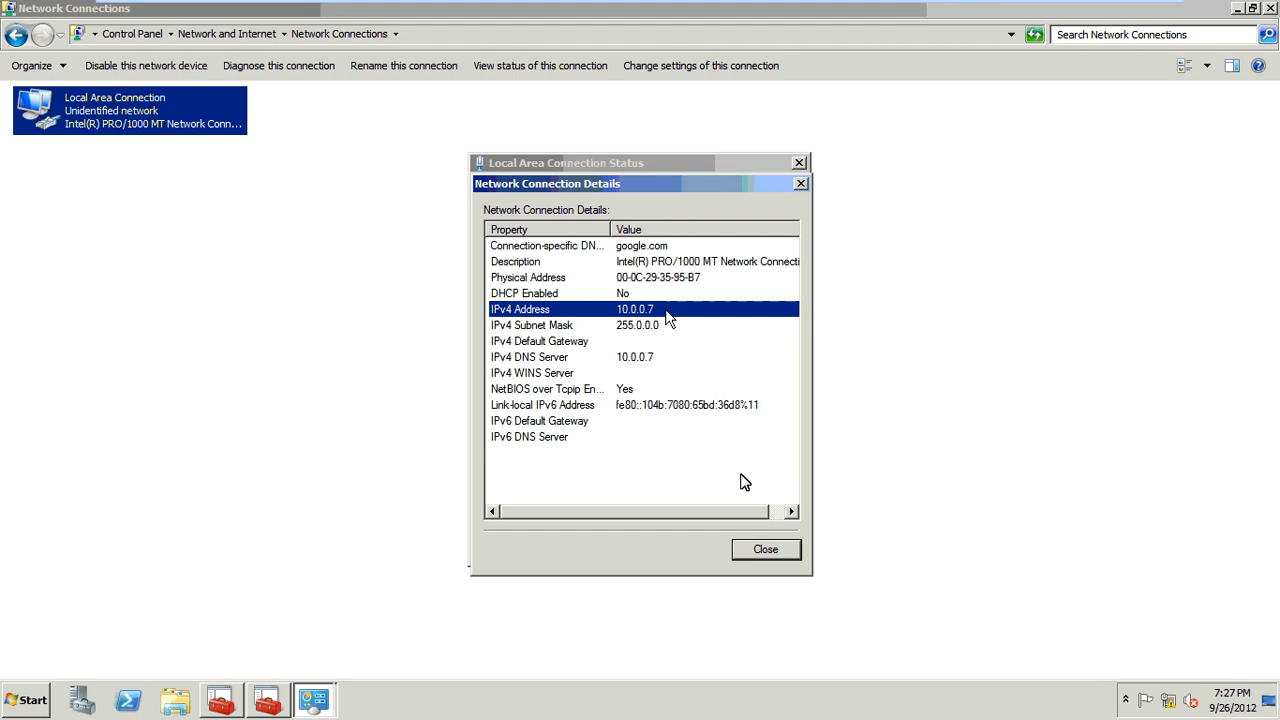 Network Connections
Control Panel Network and Internet Network Connections
Search Network Connections
Organize Disable this network device Diagnose this connection Rename this connection View status of this connection Change settings of this connection
Local Area Connection
Unidentified network
Intel(R) PRO/1000 MT Network Conn...
Local Area Connection Status
Network Connection Details
Network Connection Details:
Property Value
Connection-specific DN... google.com
Description Intel(R) PRO/1000 MT Network Connecti
Physical Address 00-0C-29-35-95-B7
DHCP Enabled No
IPv4 Address 10.0.0.7
IPv4 Subnet Mask 255.0.0.0
IPv4 Default Gateway
IPv4 DNS Server 10.0.0.7
IPv4 WINS Server
NetBIOS over Tcpip En... Yes
Link-local IPv6 Address fe80::104b:7080:65bd:36d8%11
IPv6 Default Gateway
IPv6 DNS Server
Close
Start
7:27 PM
9/26/2012